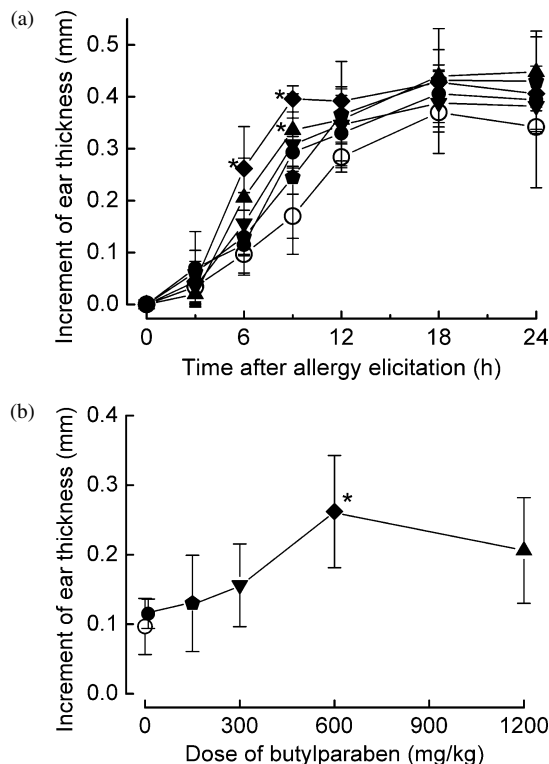 (a)
Increment of ear thickness (mm)
0.5
0.4
0.3
0.2
0.1
0.0
*
*
*
0 3 6 9 12 18 24
Time after allergy elicitation (h)
(b)
Increment of ear thickness (mm)
0.4
0.3
0.2
0.1
0.0
*
0 300 600 900 1200
Dose of butylparaben (mg/kg)